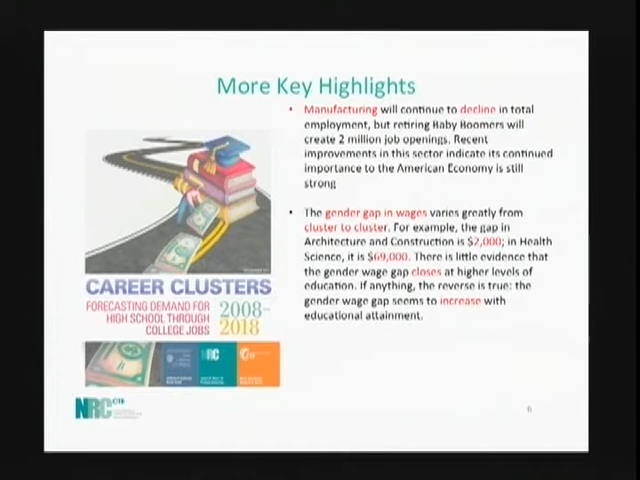 More Key Highlights
• Manufacturing will continue to decline in total
employment, but retiring Baby Boomers will
create 2 million job openings. Recent
improvements in this sector indicate its continued
importance to the American Economy is still
strong
• The gender gap in wages varies greatly from
cluster to cluster. For example, the gap in
Architecture and Construction is $2,000; in Health
Science, it is $69,000. There is little evidence that
the gender wage gap closes at higher levels of
education. If anything, the reverse is true: the
gender wage gap seems to increase with
educational attainment.
CAREER CLUSTERS
FORECASTING DEMAND FOR
HIGH SCHOOL THROUGH
COLLEGE JOBS
2008-
2018
NRC
NRC CTE
6